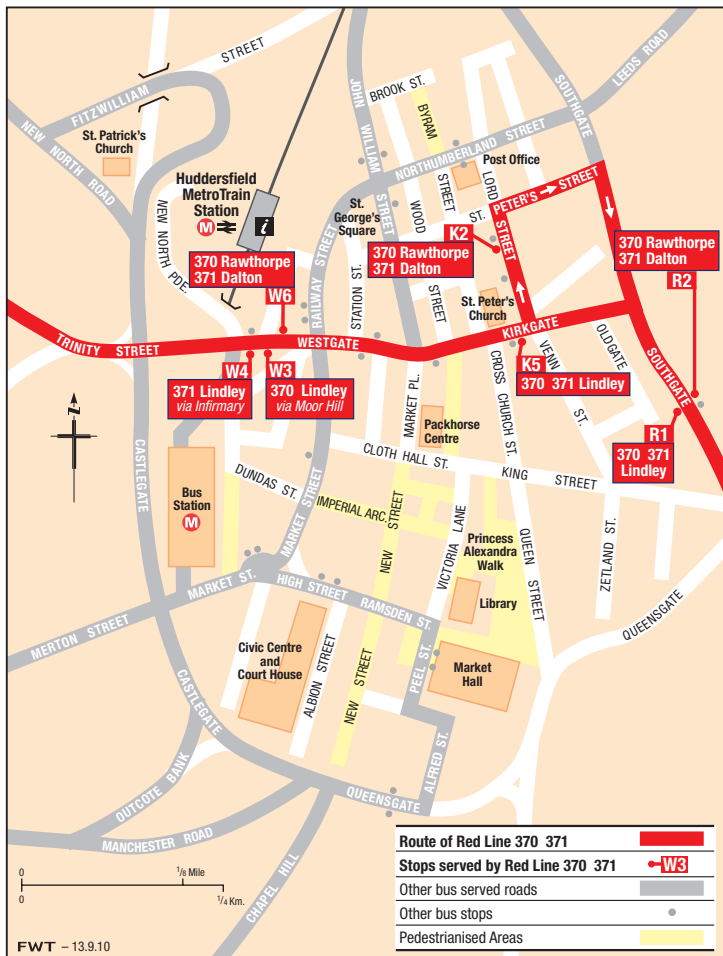 STREET
FITZWILLIAM
NEW NORTH ROAD
St. Patrick's
Church
JOHN WILLIAM STREET
BROOK ST.
BYRAM
STREET
SOUTHGATE
LEEDS ROAD
NORTHUMBERLAND STREET
Post Office
LORD
STREET
Huddersfield
MetroTrain
Station
M
i
NEW NORTH PDE.
St.
George's
Square
WOOD
STREET
ST.
PETER'S
STREET
K2
370 Rawthorpe
371 Dalton
370 Rawthorpe
371 Dalton
W6
370 Rawthorpe
371 Dalton
R2
RAILWAY STREET
STATION ST.
St. Peter's
Church
TRINITY STREET
WESTGATE
KIRKGATE
OLDGATE
SOUTHGATE
VENN ST.
W4
371 Lindley
via Infirmary
W3
370 Lindley
via Moor Hill
K5
370 371 Lindley
R1
370 371
Lindley
MARKET PL.
CROSS CHURCH ST.
Packhorse
Centre
CLOTH HALL ST.
KING STREET
CASTLEGATE
Bus
Station
M
DUNDAS ST.
IMPERIAL ARC.
MARKET STREET
NEW STREET
VICTORIA LANE
Princess
Alexandra
Walk
QUEEN STREET
ZETLAND ST.
QUEENSGATE
MERTON STREET
MARKET ST.
HIGH STREET
RAMSDEN ST.
Library
Civic Centre
and
Court House
ALBION STREET
NEW STREET
PEEL ST.
Market
Hall
CASTLEGATE
ALFRED ST.
QUEENSGATE
OUTCOTE BANK
MANCHESTER ROAD
CHAPEL HILL
0 1/8 Mile
0 1/4 Km.
FWT – 13.9.10
Route of Red Line 370 371
Stops served by Red Line 370 371 W3
Other bus served roads
Other bus stops
Pedestrianised Areas